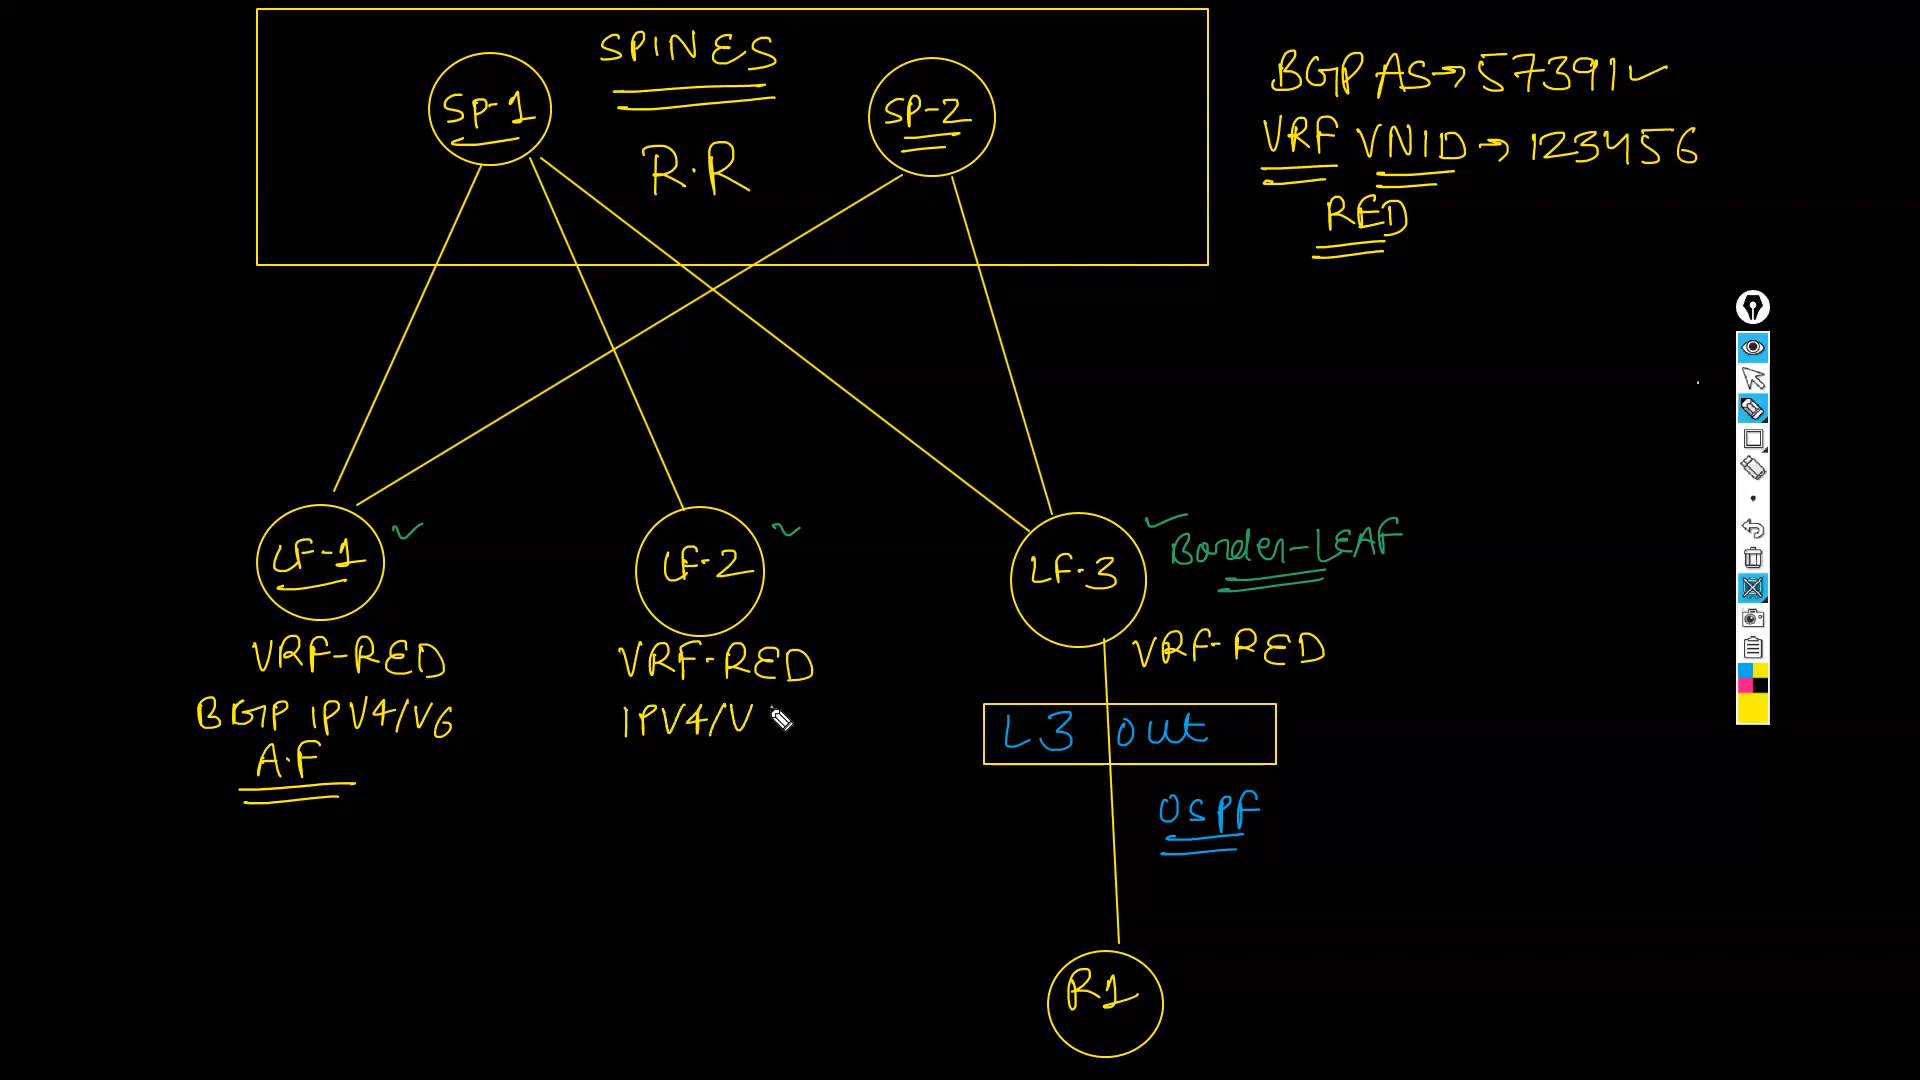 SPINES
SP-1
SP-2
R.R
BGP AS→57391
VRF VNID→123456
RED
LF-1
LF-2
LF-3
Border-LEAF
VRF-RED
VRF-RED
VRF-RED
BGP IPV4/V6
A.F
IPV4/V
L3 out
OSPF
R1